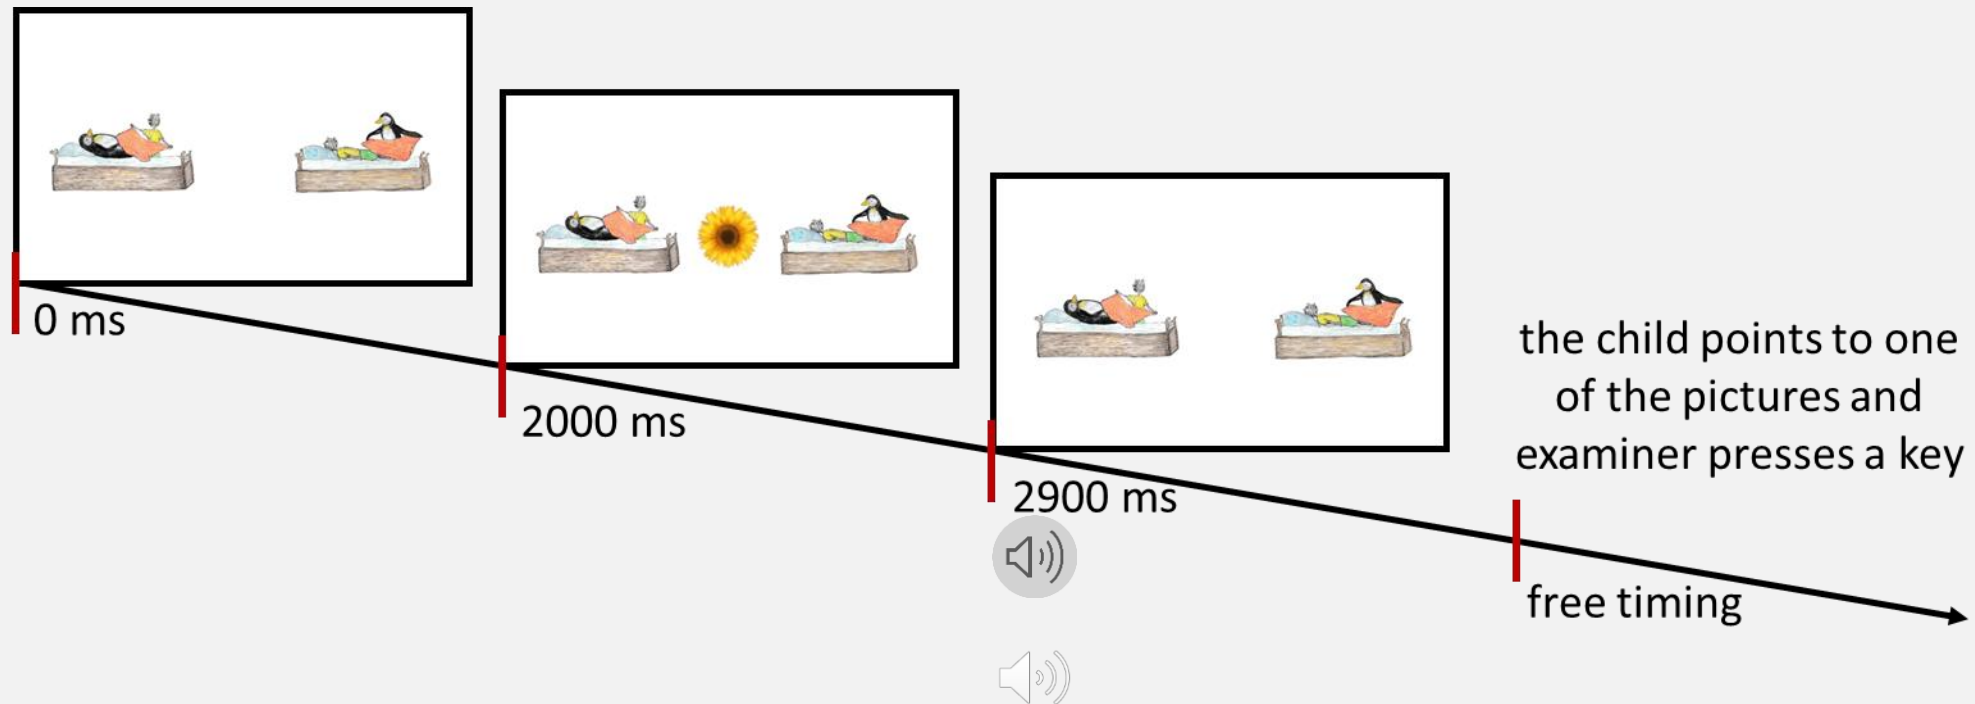 0 ms
2000 ms
2900 ms
the child points to one
of the pictures and
examiner presses a key
free timing